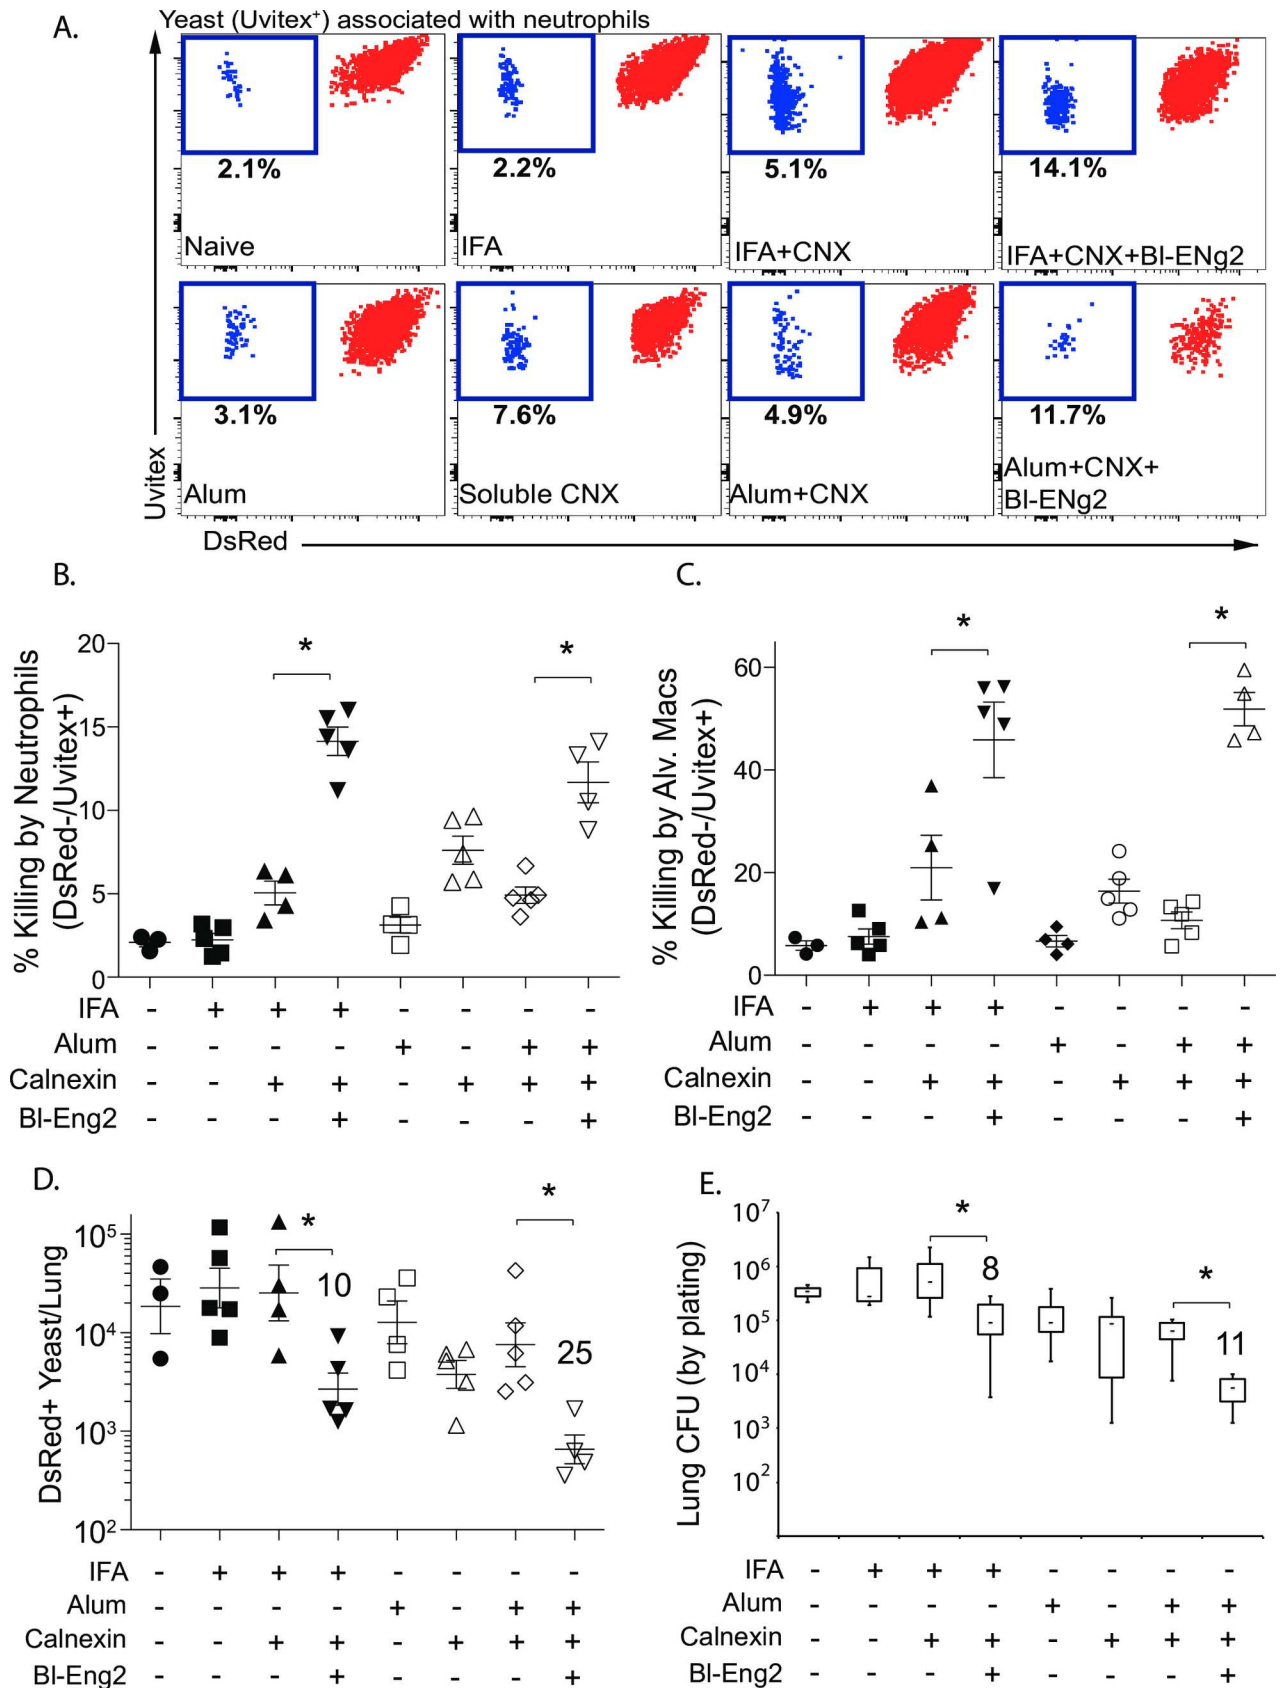 A.
Yeast (Uvitex⁺) associated with neutrophils
2.1% 2.2% 5.1% 14.1%
Naive IFA IFA+CNX IFA+CNX+Bl-ENg2
3.1% 7.6% 4.9% 11.7%
Alum Soluble CNX Alum+CNX Alum+CNX+
Bl-ENg2
Uvitex
DsRed
B.
% Killing by Neutrophils
(DsRed-/Uvitex+)
20
15
10
5
0
* *
IFA - + + + - - - -
Alum - - - - + - + +
Calnexin - - + + - + + +
Bl-Eng2 - - - + - - - +
C.
% Killing by Alv. Macs
(DsRed-/Uvitex+)
60
40
20
0
* *
IFA - + + + - - - -
Alum - - - - + - + +
Calnexin - - + + - + + +
Bl-Eng2 - - - + - - - +
D.
DsRed+ Yeast/Lung
10⁵
10⁴
10³
10²
* *
10 25
IFA - + + + - - - -
Alum - - - - + - + +
Calnexin - - + + - + + +
Bl-Eng2 - - - + - - - +
E.
Lung CFU (by plating)
10⁷
10⁶
10⁵
10⁴
10³
10²
* *
8 11
IFA - + + + - - - -
Alum - - - - + - + +
Calnexin - - + + - + + +
Bl-Eng2 - - - + - - - +